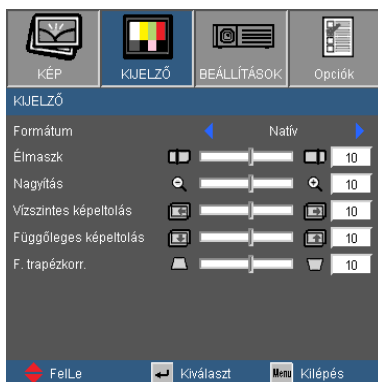 KÉP KIJELZŐ BEÁLLÍTÁSOK Opciók
KIJELZŐ
Formátum Natív
Élmaszk 10
Nagyítás 10
Vízszintes képeltolás 10
Függőleges képeltolás 10
F. trapézkorr. 10
FelLe Kiválaszt Menu Kilépés